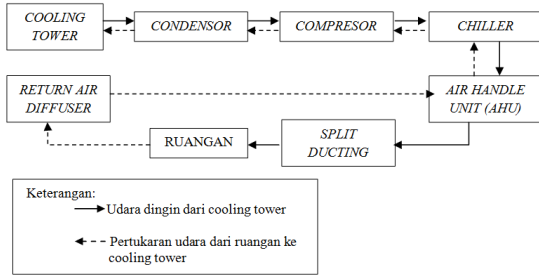 COOLING
TOWER
CONDENSOR
COMPRESOR
CHILLER
RETURN AIR
DIFFUSER
AIR HANDLE
UNIT (AHU)
RUANGAN
SPLIT
DUCTING
Keterangan:
Udara dingin dari cooling tower
Pertukaran udara dari ruangan ke
cooling tower